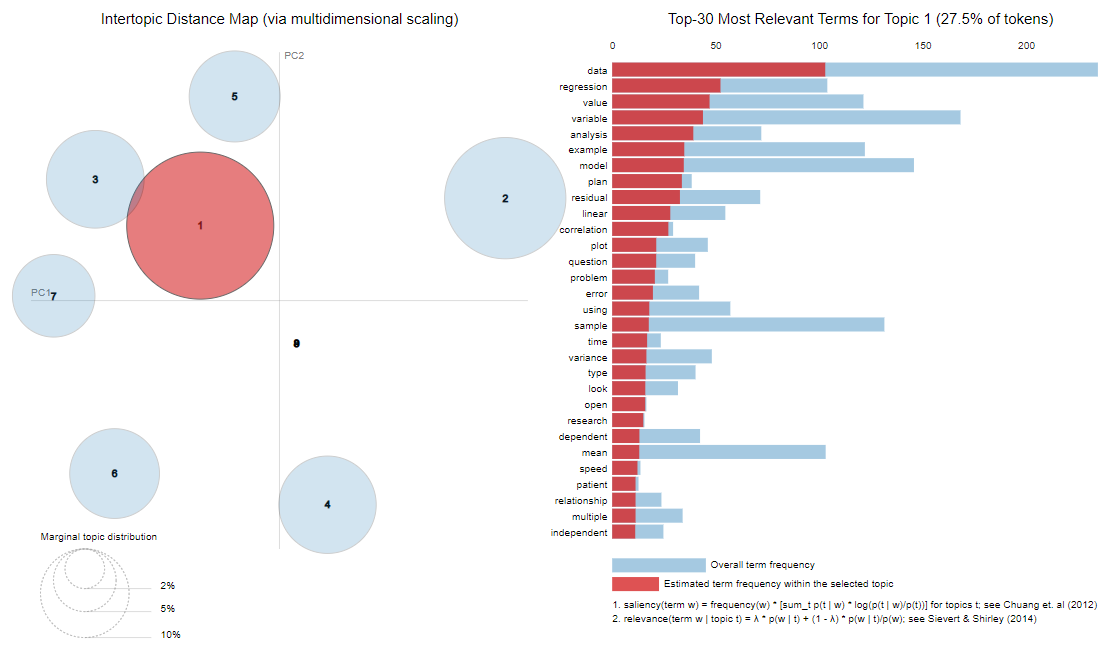 Intertopic Distance Map (via multidimensional scaling)
PC2
5
3
2
1
PC1
7
6
4
Marginal topic distribution
2%
5%
10%
Top-30 Most Relevant Terms for Topic 1 (27.5% of tokens)
0 50 100 150 200
data
regression
value
variable
analysis
example
model
plan
residual
linear
correlation
plot
question
problem
error
using
sample
time
variance
type
look
open
research
dependent
mean
speed
patient
relationship
multiple
independent
Overall term frequency
Estimated term frequency within the selected topic
1. saliency(term w) = frequency(w) * [sum_t p(t | w) * log(p(t | w)/p(t))] for topics t; see Chuang et. al (2012)
2. relevance(term w | topic t) = λ * p(w | t) + (1 - λ) * p(w | t)/p(w); see Sievert & Shirley (2014)